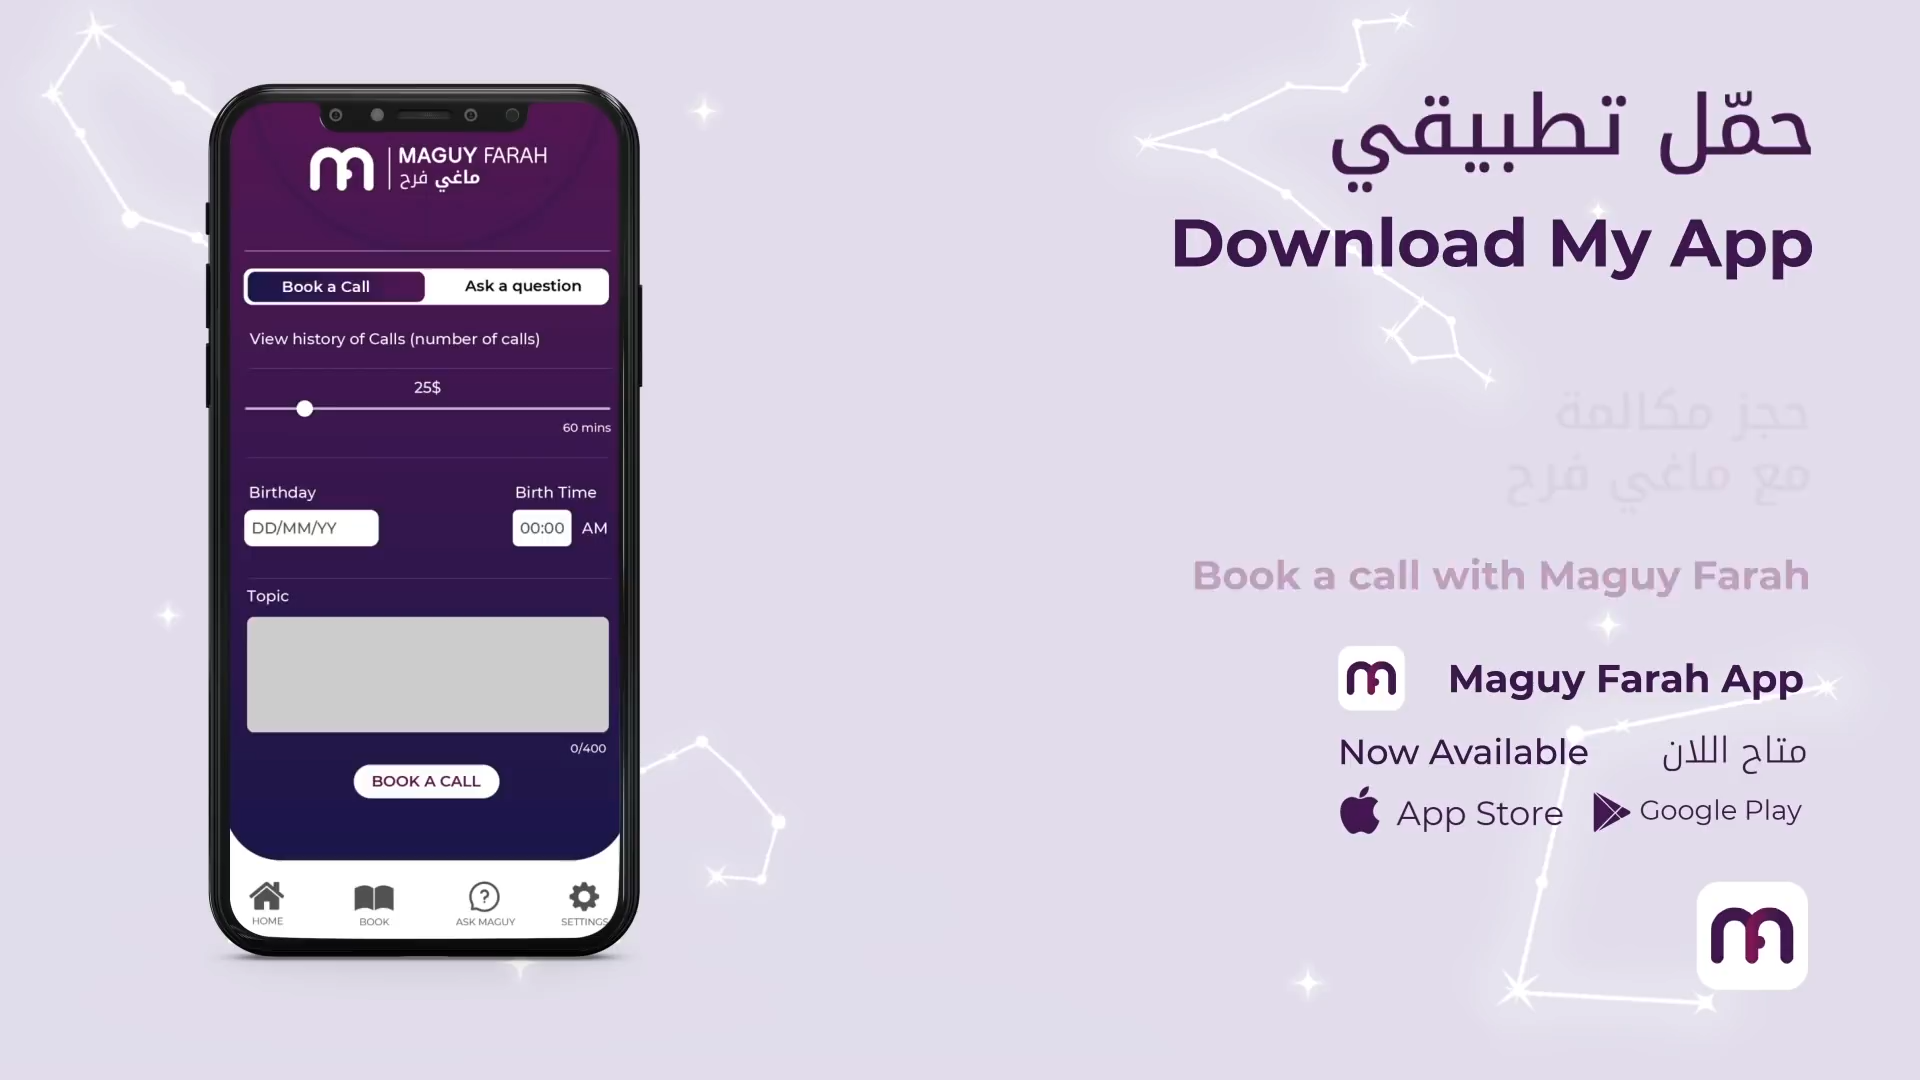 MAGUY FARAH
ماغي فرح
Book a Call
Ask a question
View history of Calls (number of calls)
25$
60 mins
Birthday
Birth Time
DD/MM/YY
00:00 AM
Topic
0/400
BOOK A CALL
HOME
BOOK
ASK MAGUY
SETTINGS
حمّل تطبيقي
Download My App
حجز مكالمة
مع ماغي فرح
Book a call with Maguy Farah
Maguy Farah App
Now Available
متاح اللان
App Store
Google Play